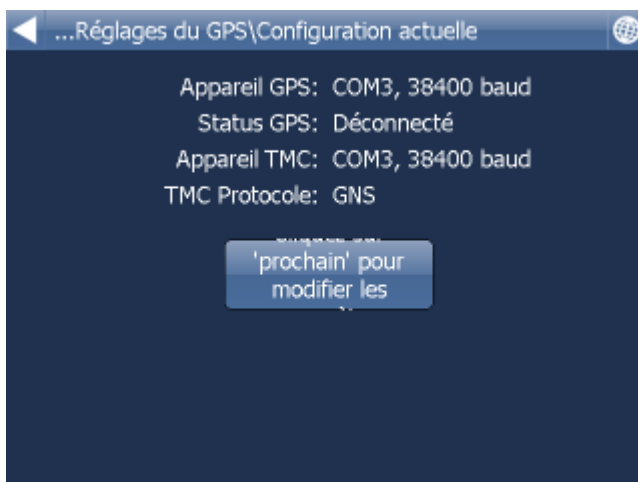 ...Réglages du GPS\Configuration actuelle
Appareil GPS: COM3, 38400 baud
Status GPS: Déconnecté
Appareil TMC: COM3, 38400 baud
TMC Protocole: GNS
'prochain' pour
modifier les